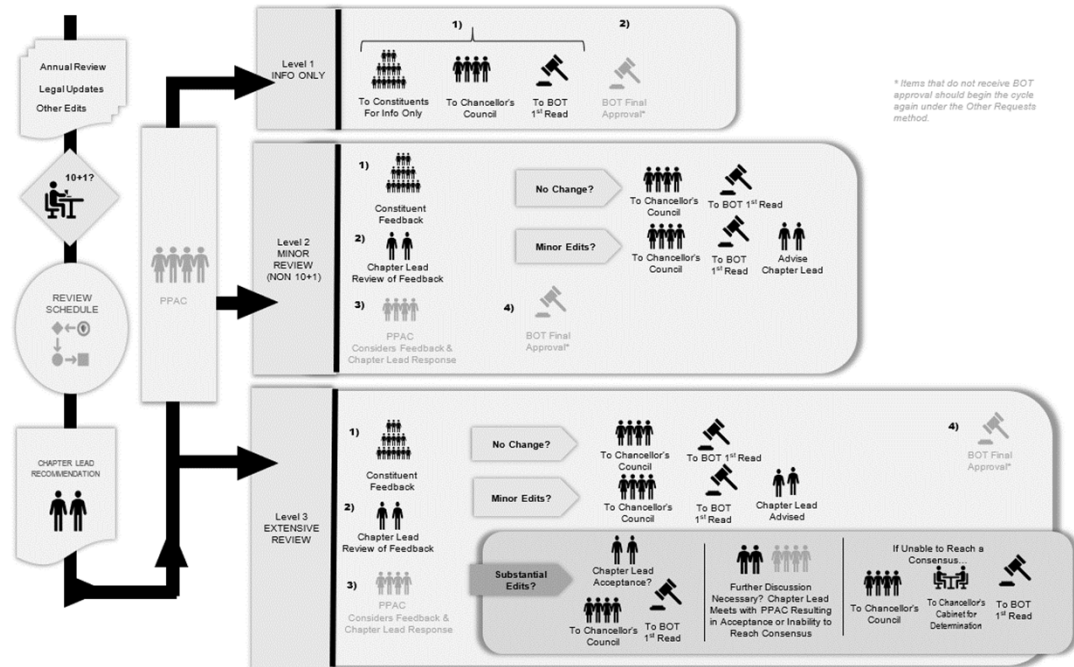 Annual Review
Legal Updates
Other Edits
10+1?
REVIEW
SCHEDULE
CHAPTER LEAD
RECOMMENDATION
PPAC
Level 1
INFO ONLY
1)
To Constituents
For Info Only
To Chancellor's
Council
To BOT
1st Read
2)
BOT Final
Approval*
* Items that do not receive BOT
approval should begin the cycle
again under the Other Requests
method.
Level 2
MINOR
REVIEW
(NON 10+1)
1)
Constituent
Feedback
2)
Chapter Lead
Review of Feedback
3)
PPAC
Considers Feedback &
Chapter Lead Response
No Change?
To Chancellor's
Council
To BOT 1st Read
Minor Edits?
To Chancellor's
Council
To BOT
1st Read
Advise
Chapter Lead
4)
BOT Final
Approval*
Level 3
EXTENSIVE
REVIEW
1)
Constituent
Feedback
2)
Chapter Lead
Review of Feedback
3)
PPAC
Considers Feedback &
Chapter Lead Response
No Change?
To Chancellor's
Council
To BOT 1st Read
Minor Edits?
To Chancellor's
Council
To BOT
1st Read
Chapter Lead
Advised
4)
BOT Final
Approval*
Substantial
Edits?
Chapter Lead
Acceptance?
To Chancellor's
Council
To BOT
1st Read
Further Discussion
Necessary? Chapter Lead
Meets with PPAC Resulting
in Acceptance or Inability to
Reach Consensus
If Unable to Reach a
Consensus...
To Chancellor's
Council
To Chancellor's
Cabinet for
Determination
To BOT
1st Read